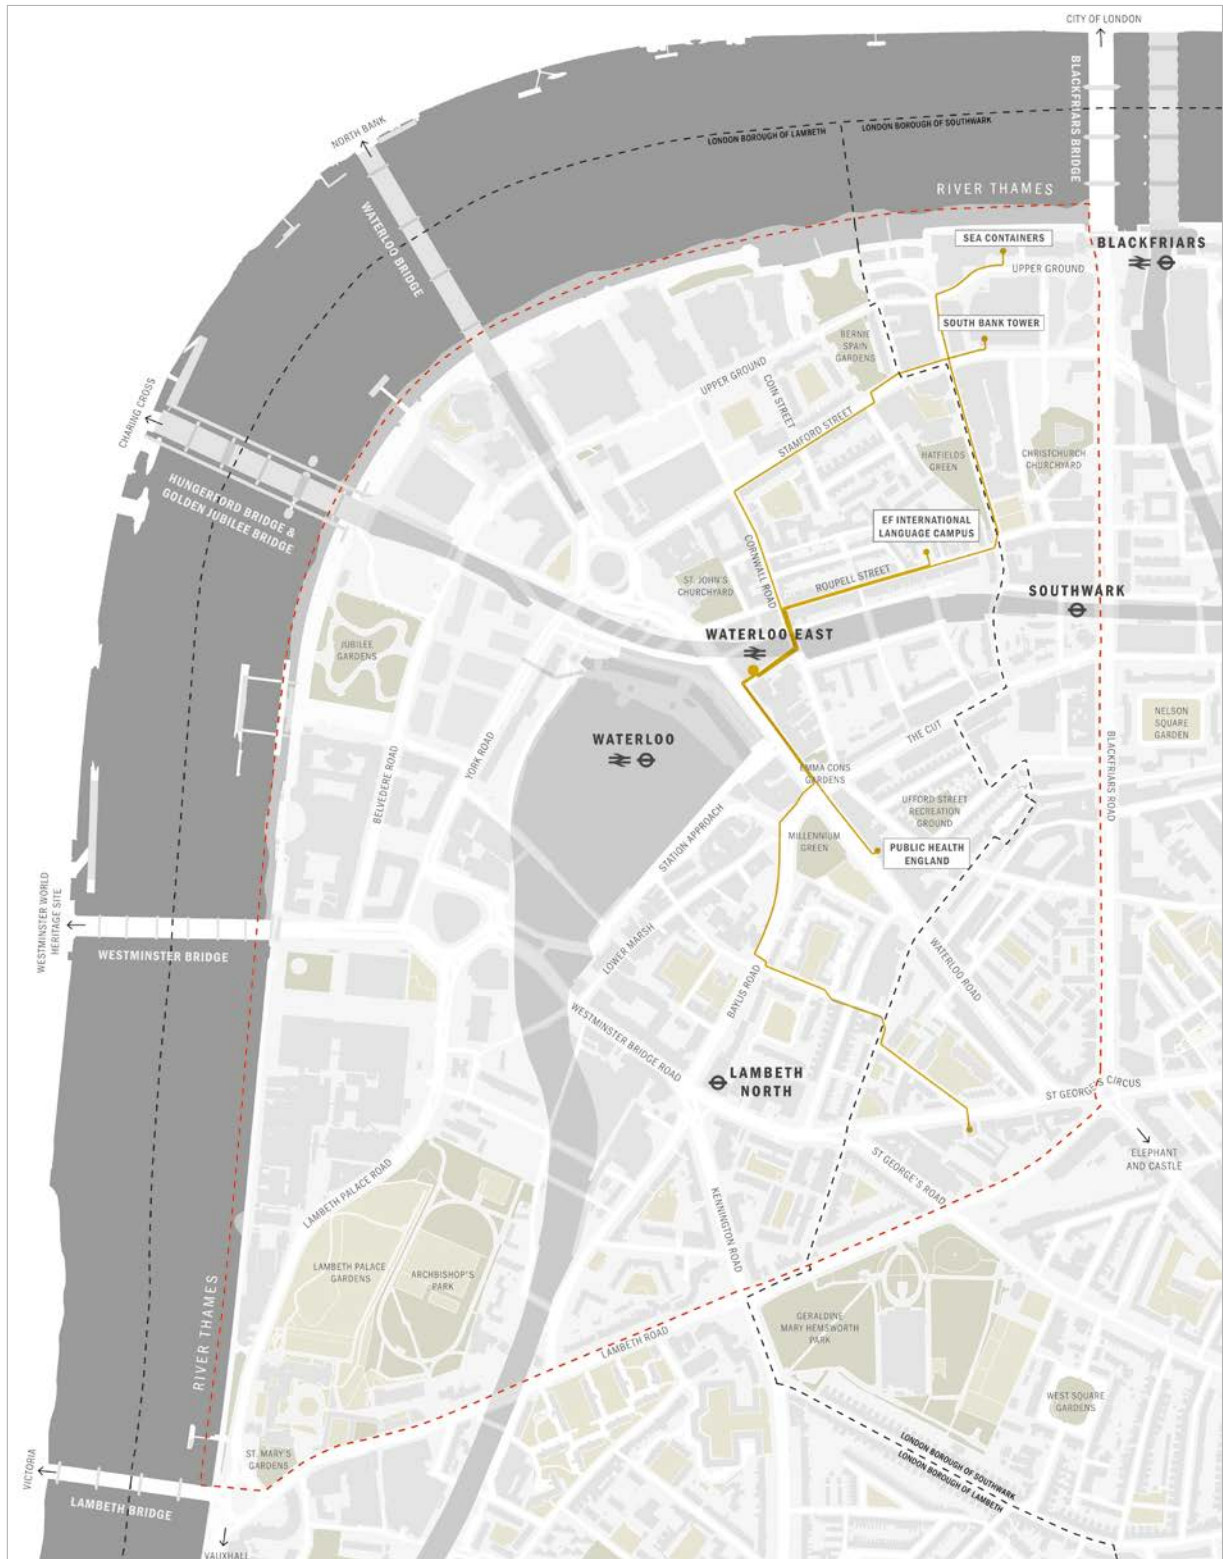 CITY OF LONDON
BLACKFRIARS BRIDGE
NORTH BANK
LONDON BOROUGH OF LAMBETH
LONDON BOROUGH OF SOUTHWARK
RIVER THAMES
WATERLOO BRIDGE
SEA CONTAINERS
BLACKFRIARS
UPPER GROUND
SOUTH BANK TOWER
BERNIE
SPAIN
GARDENS
UPPER GROUND
COIN STREET
CHARING CROSS
STAMFORD STREET
HATFIELDS
GREEN
CHRISTCHURCH
CHURCHYARD
HUNGERFORD BRIDGE &
GOLDEN JUBILEE BRIDGE
EF INTERNATIONAL
LANGUAGE CAMPUS
CORNWALL ROAD
ROUPELL STREET
ST. JOHN'S
CHURCHYARD
SOUTHWARK
WATERLOO EAST
JUBILEE
GARDENS
NELSON
SQUARE
GARDEN
WATERLOO
THE CUT
YORK ROAD
BELVEDERE ROAD
BLACKFRIARS ROAD
EMMA CONS
GARDENS
UFFORD STREET
RECREATION
GROUND
STATION APPROACH
MILLENNIUM
GREEN
PUBLIC HEALTH
ENGLAND
WESTMINSTER WORLD
HERITAGE SITE
WESTMINSTER BRIDGE
LOWER MARSH
WATERLOO ROAD
BAYLIS ROAD
WESTMINSTER BRIDGE ROAD
LAMBETH
NORTH
ST GEORGE'S CIRCUS
ELEPHANT
AND CASTLE
ST GEORGE'S ROAD
LAMBETH PALACE ROAD
KENNINGTON ROAD
LAMBETH PALACE
GARDENS
ARCHBISHOP'S
PARK
RIVER THAMES
GERALDINE
MARY HEMSWORTH
PARK
LAMBETH ROAD
WEST SQUARE
GARDENS
ST. MARY'S
GARDENS
LONDON BOROUGH OF SOUTHWARK
LONDON BOROUGH OF LAMBETH
VICTORIA
LAMBETH BRIDGE
VAUXHALL